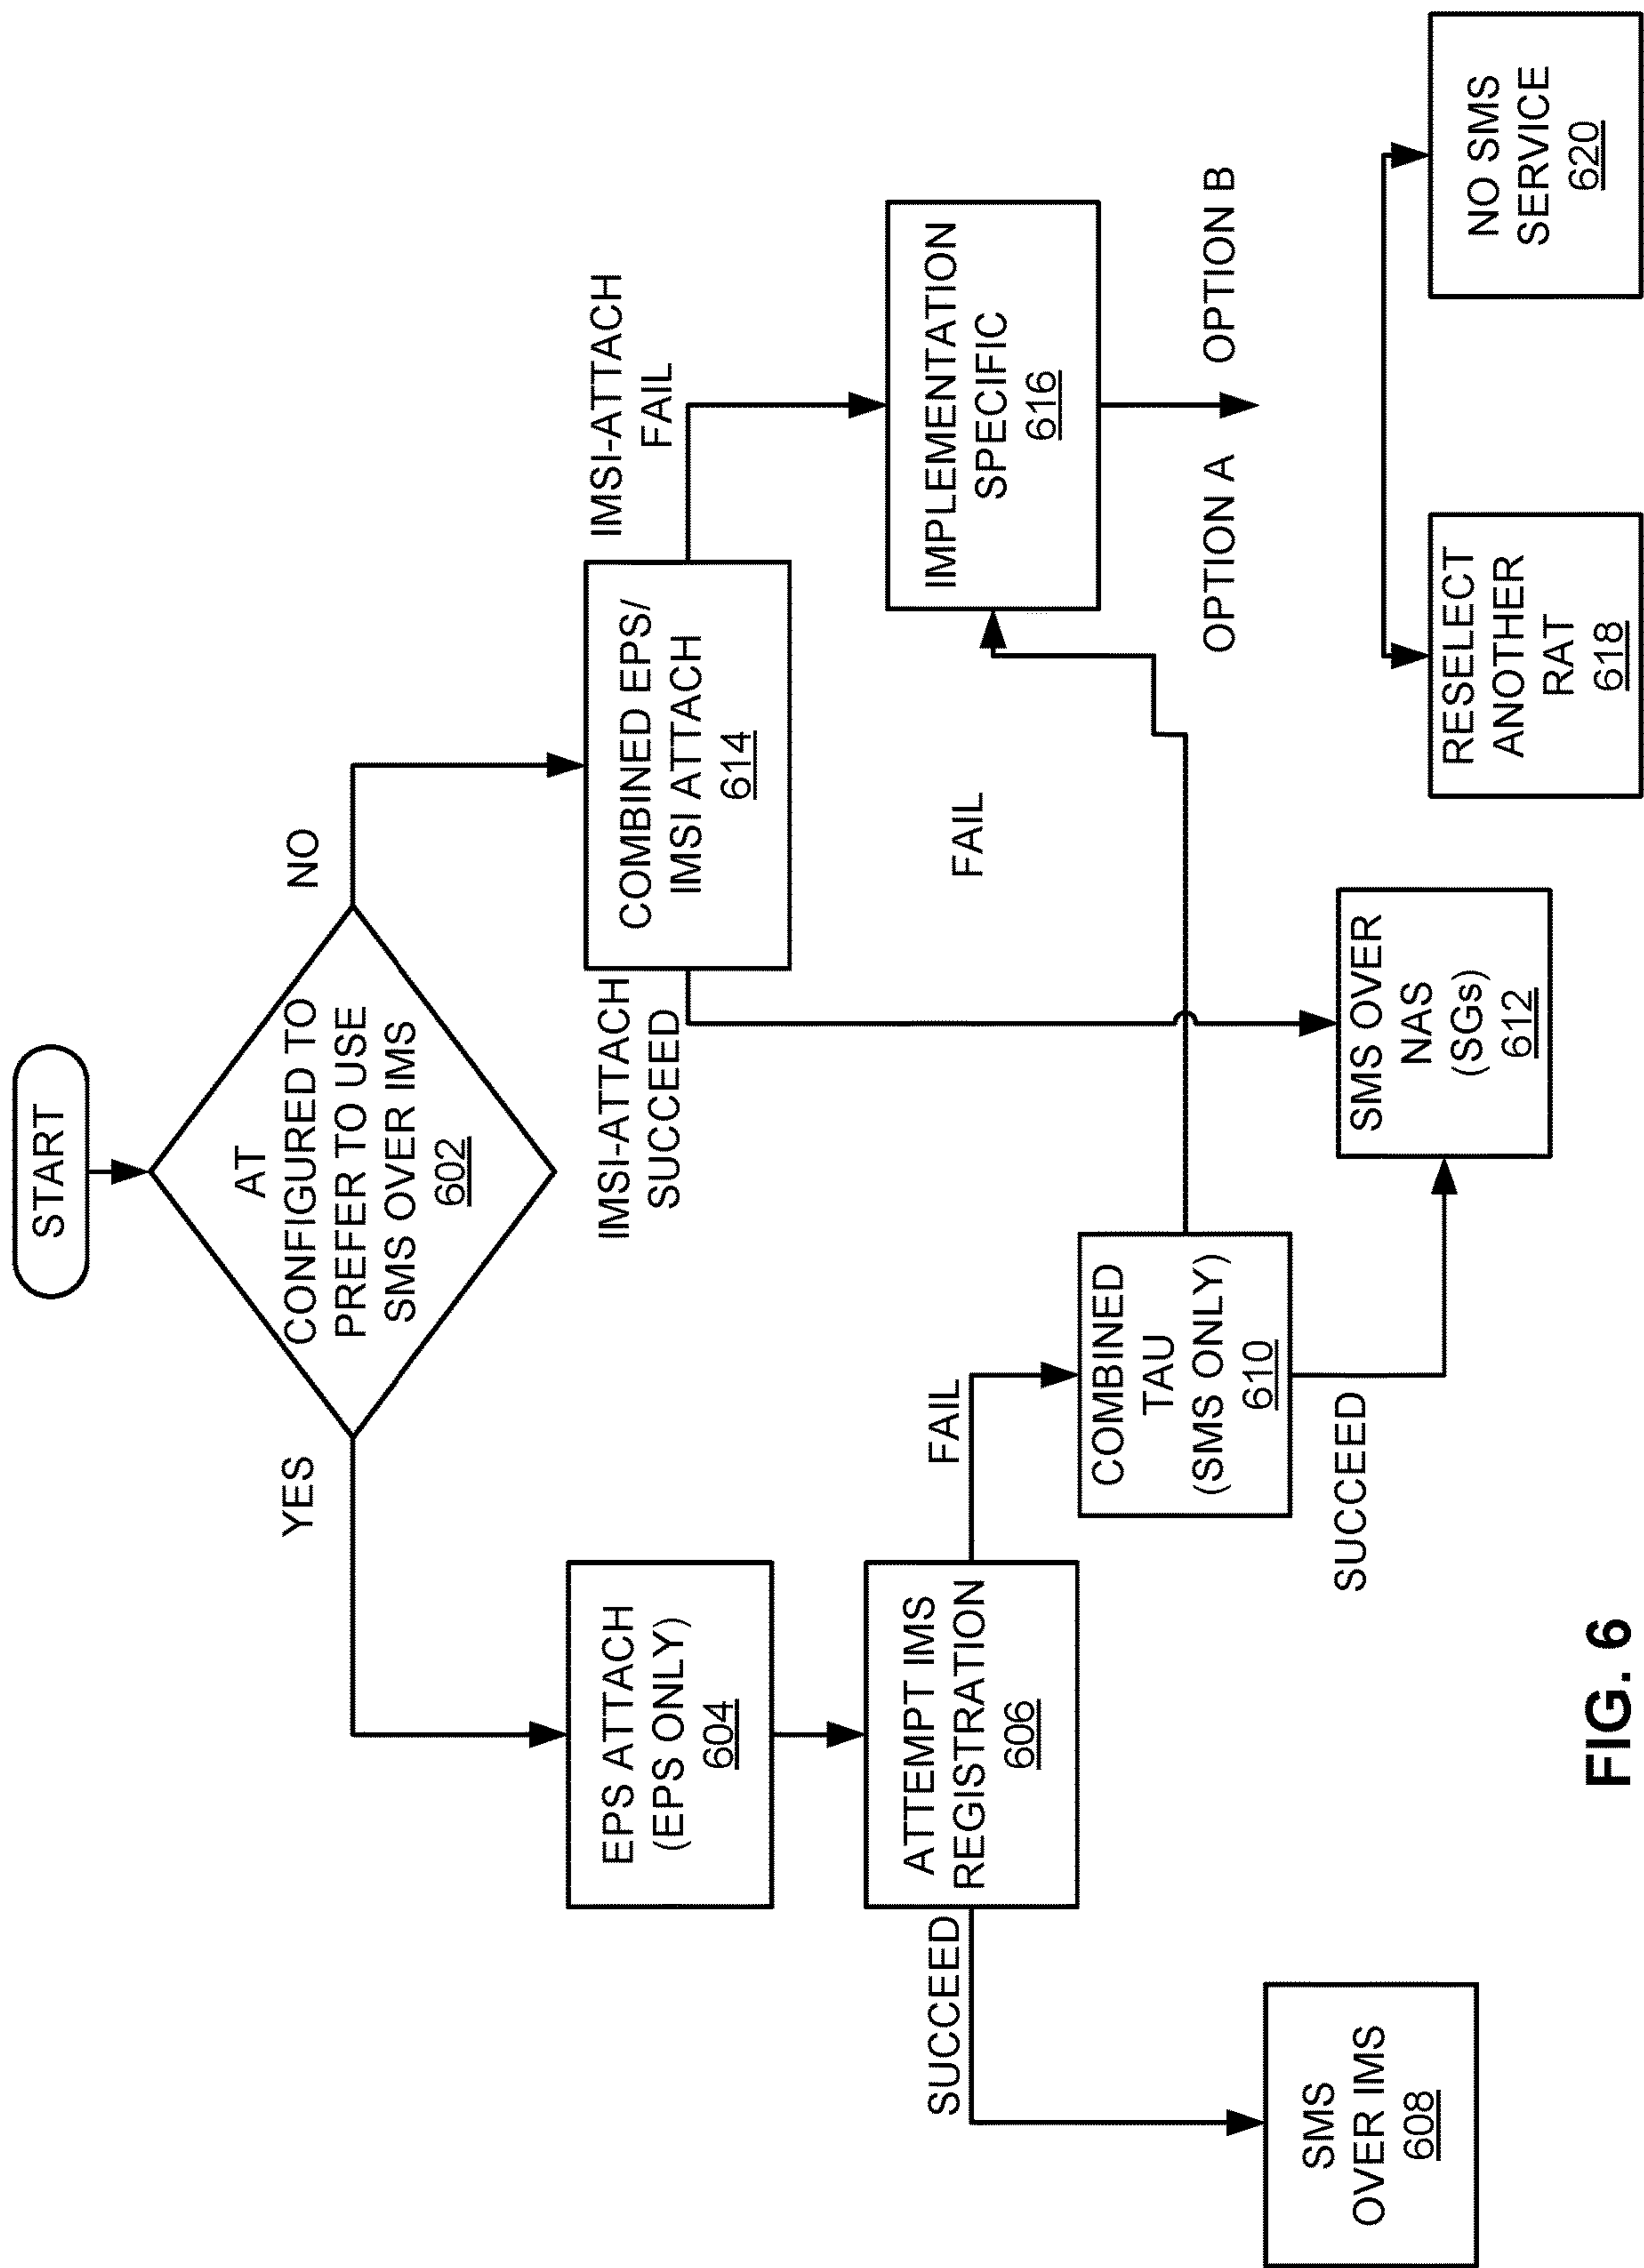 START
AT
CONFIGURED TO
PREFER TO USE
SMS OVER IMS
602
YES
NO
EPS ATTACH
(EPS ONLY)
604
COMBINED EPS/
IMSI ATTACH
614
IMSI-ATTACH
SUCCEED
IMSI-ATTACH
FAIL
ATTEMPT IMS
REGISTRATION
606
SUCCEED
FAIL
FAIL
IMPLEMENTATION
SPECIFIC
616
COMBINED
TAU
(SMS ONLY)
610
SUCCEED
OPTION A
OPTION B
SMS
OVER IMS
608
SMS OVER
NAS
(SGs)
612
RESELECT
ANOTHER
RAT
618
NO SMS
SERVICE
620
FIG. 6